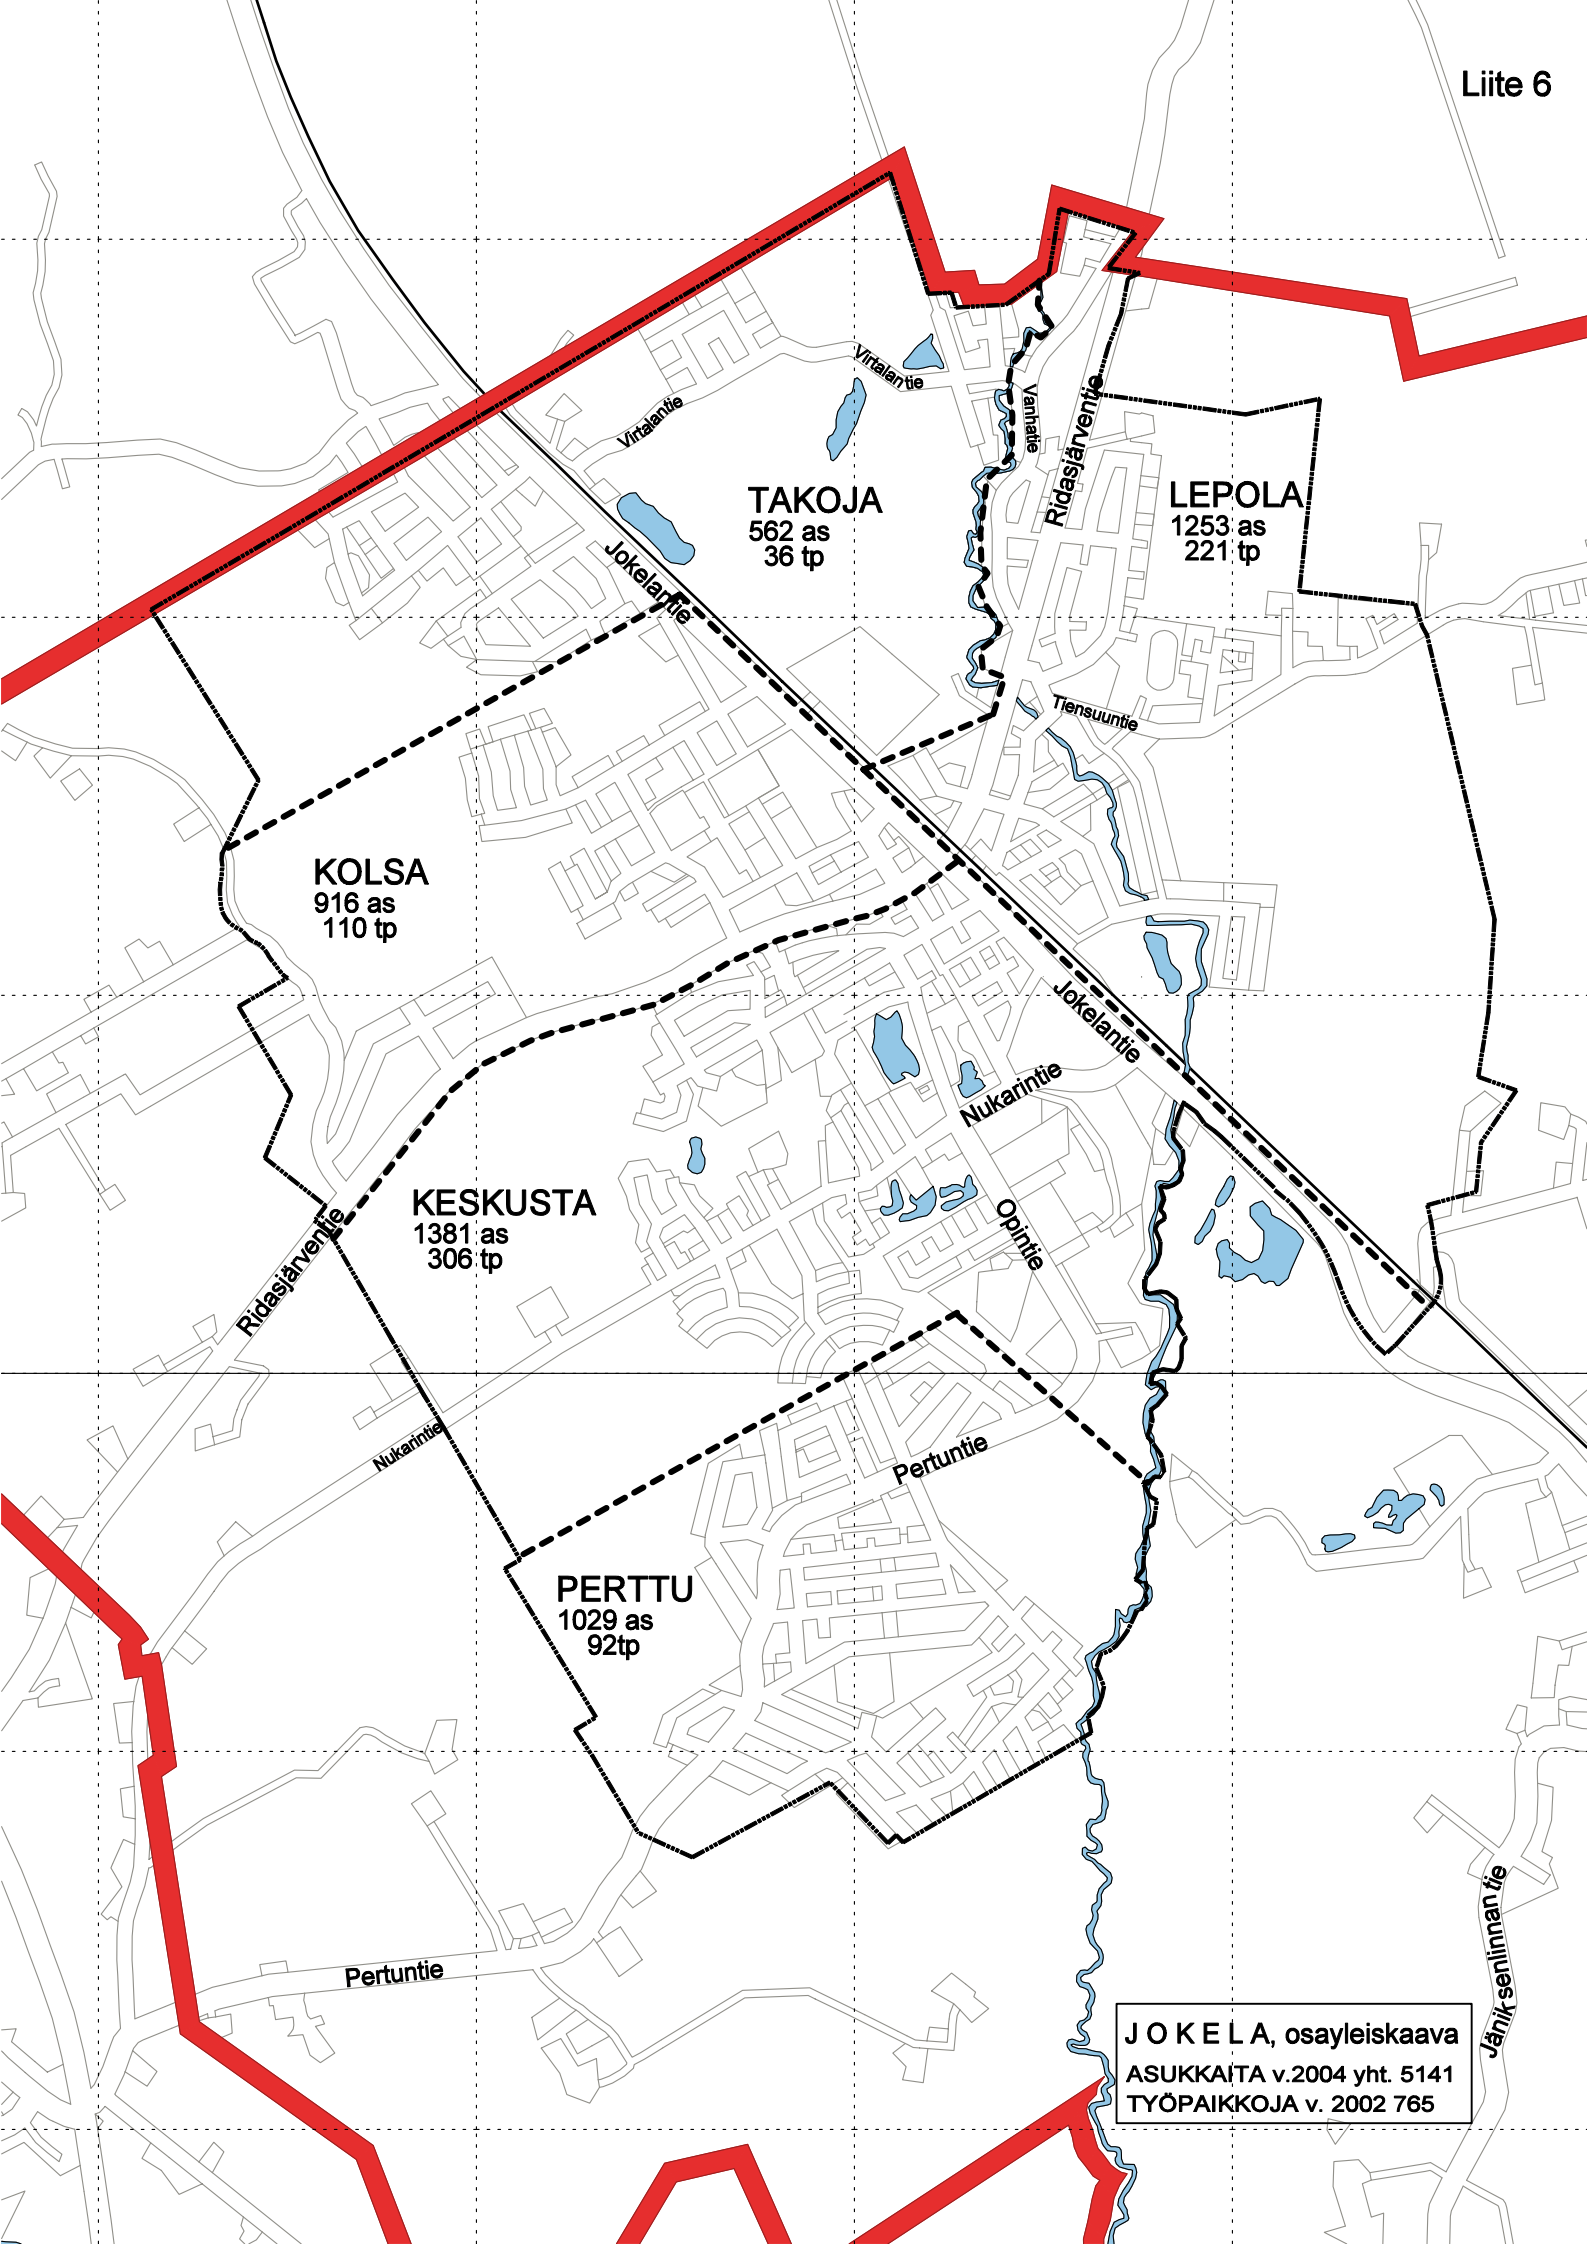 Liite 6
Virtalantie
Virtalantie
Vanhatie
Ridasjärventie
TAKOJA
562 as
36 tp
LEPOLA
1253 as
221 tp
Jokelantie
Tiensuuntie
KOLSA
916 as
110 tp
Jokelantie
Nukarintie
KESKUSTA
1381 as
306 tp
Opintie
Ridasjärventie
Nukarintie
Pertuntie
PERTTU
1029 as
92tp
Pertuntie
Jäniksenlinnantie
J O K E L A, osayleiskaava
ASUKKAITA v.2004 yht. 5141
TYÖPAIKKOJA v. 2002 765